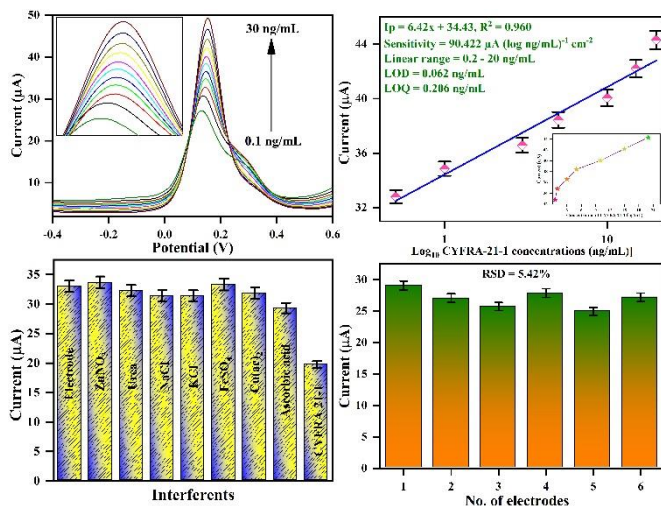 50
40
30
20
10
Current (μA)
30 ng/mL
0.1 ng/mL
-0.4 -0.2 0.0 0.2 0.4 0.6
Potential (V)
Ip = 6.42x + 34.43, R² = 0.960
Sensitivity = 90.422 μA (log ng/mL)⁻¹ cm⁻²
Linear range = 0.2 - 20 ng/mL
LOD = 0.062 ng/mL
LOQ = 0.206 ng/mL
44
40
36
32
Current (μA)
1 10
Log₁₀ CYFRA-21-1 concentrations (ng/mL)]
35
30
25
20
15
10
5
0
Current (μA)
Electrode
ZnNO₃
Urea
NaCl
KCl
FeSO₄
Cu(ac)₂
Ascorbic acid
CYFRA 21-1
Interferents
RSD = 5.42%
30
25
20
15
10
5
0
Current (μA)
1 2 3 4 5 6
No. of electrodes